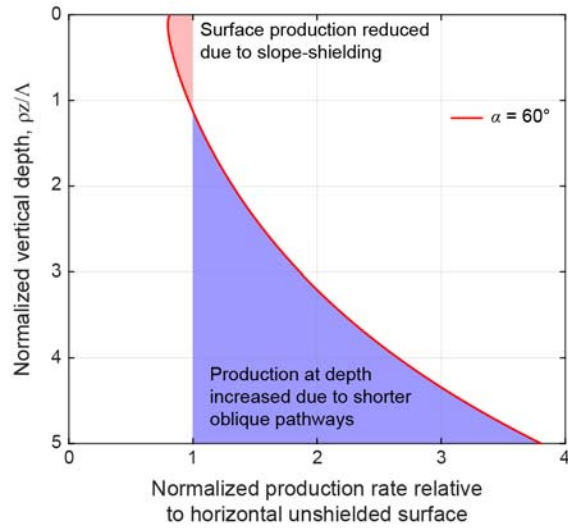 0
1
2
3
4
5
Normalized vertical depth, ρz/Λ
Surface production reduced
due to slope-shielding
α = 60°
Production at depth
increased due to shorter
oblique pathways
0
1
2
3
4
Normalized production rate relative
to horizontal unshielded surface